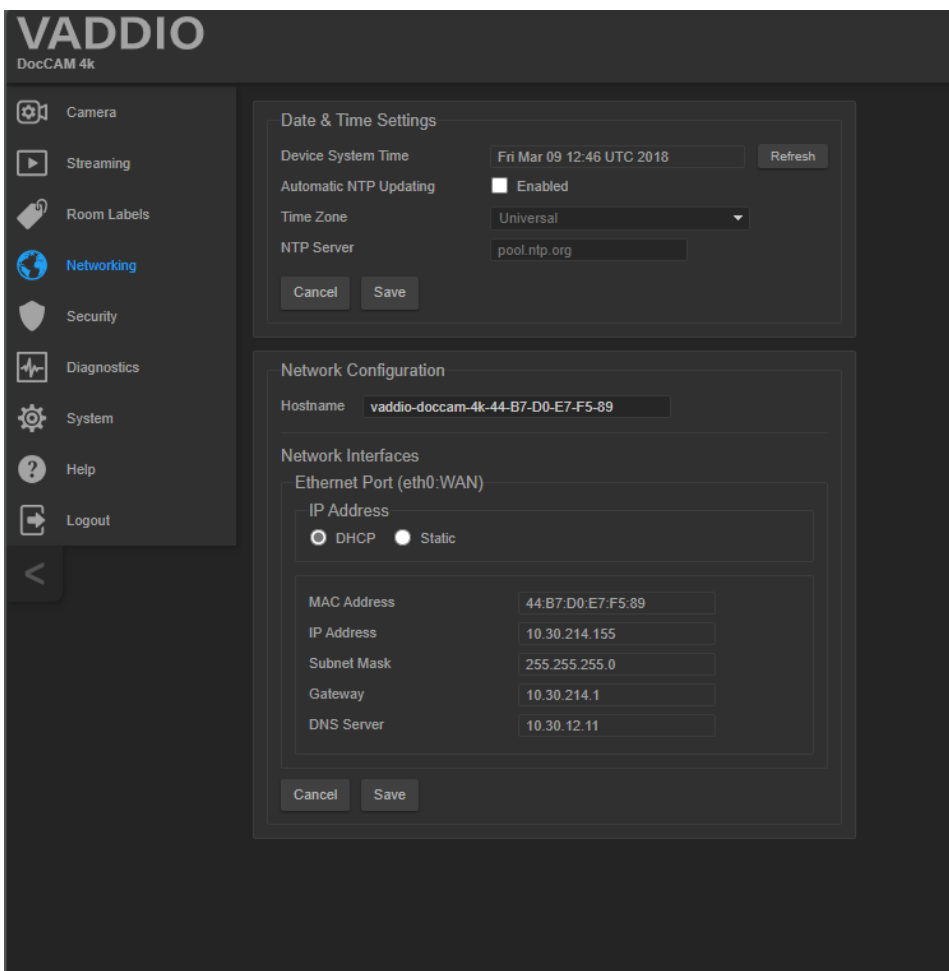 VADDIO
DocCAM 4k
Camera
Streaming
Room Labels
Networking
Security
Diagnostics
System
Help
Logout
<
Date & Time Settings
Device System Time Fri Mar 09 12:46 UTC 2018 Refresh
Automatic NTP Updating Enabled
Time Zone Universal
NTP Server pool.ntp.org
Cancel Save
Network Configuration
Hostname vaddio-doccam-4k-44-B7-D0-E7-F5-89
Network Interfaces
Ethernet Port (eth0:WAN)
IP Address
DHCP Static
MAC Address 44:B7:D0:E7:F5:89
IP Address 10.30.214.155
Subnet Mask 255.255.255.0
Gateway 10.30.214.1
DNS Server 10.30.12.11
Cancel Save